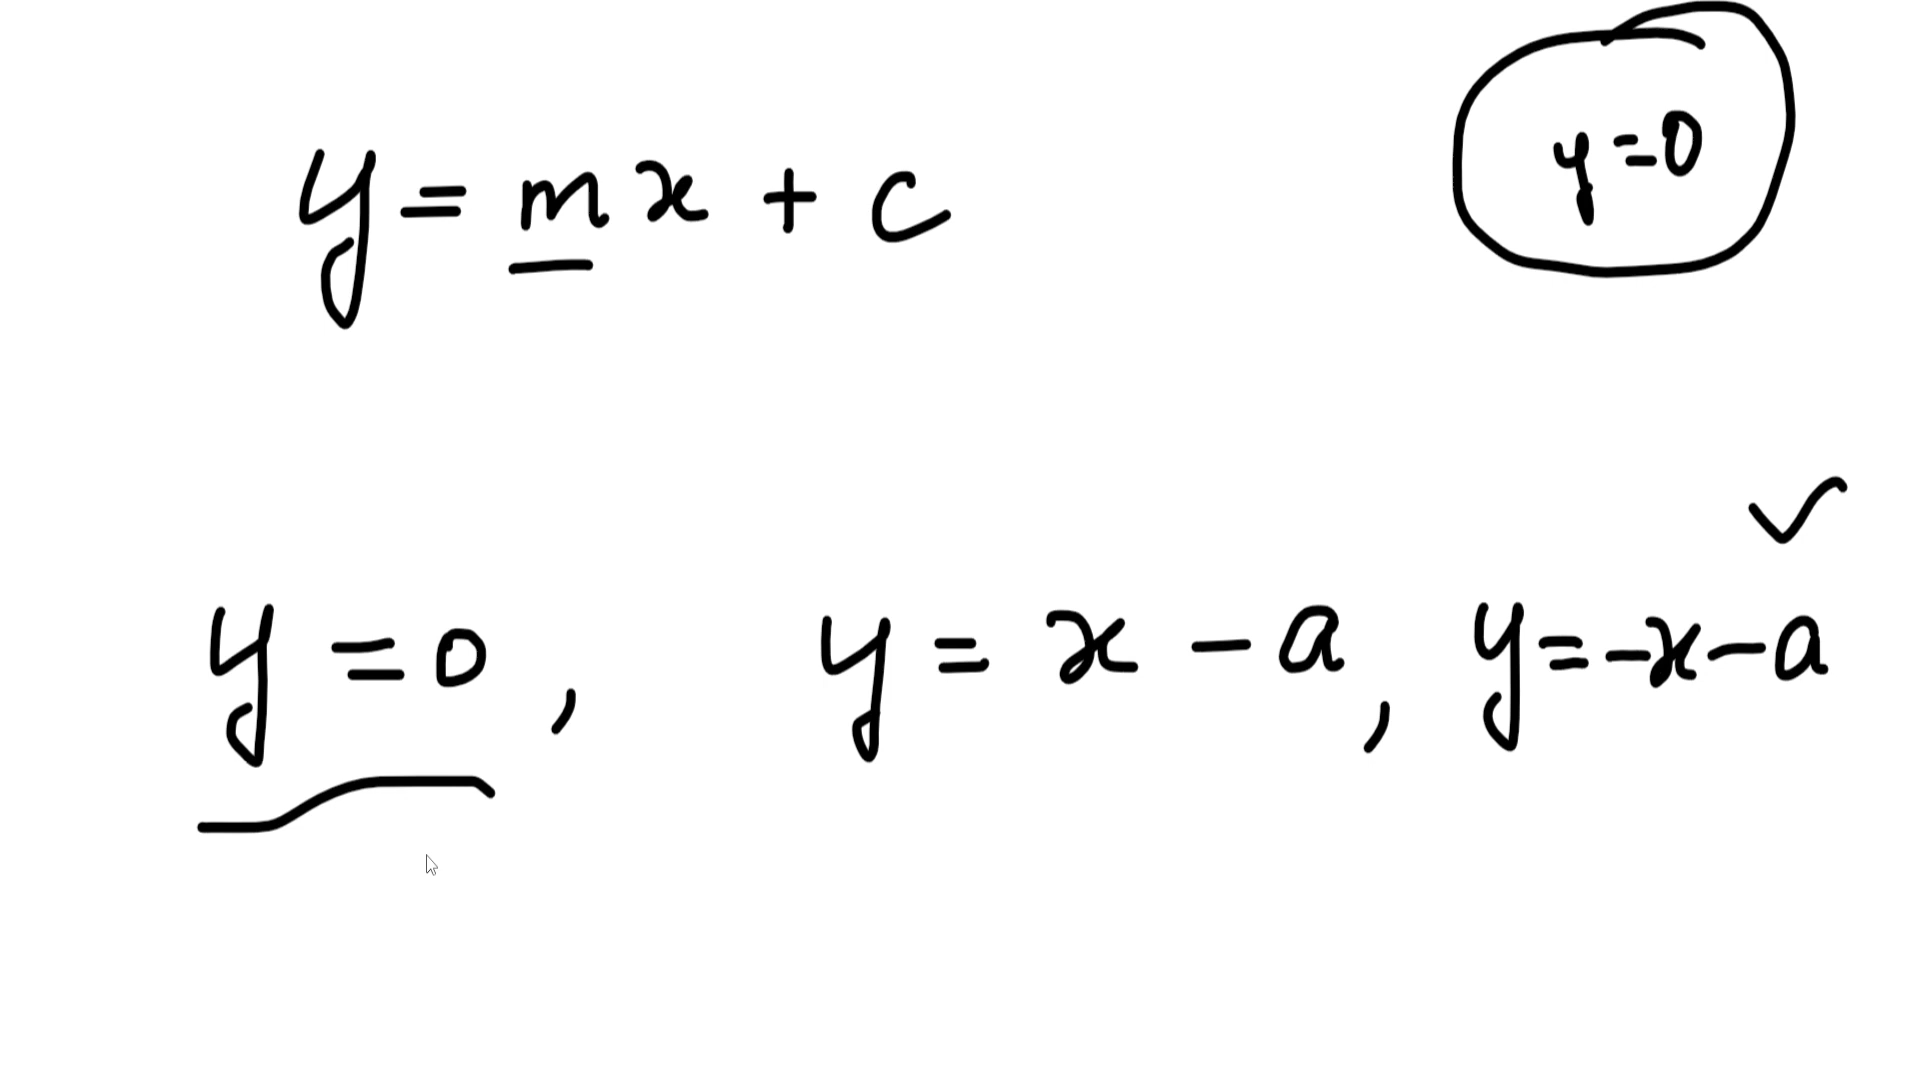 y = mx + c
y = 0
y = 0, y = x - a, y = -x - a